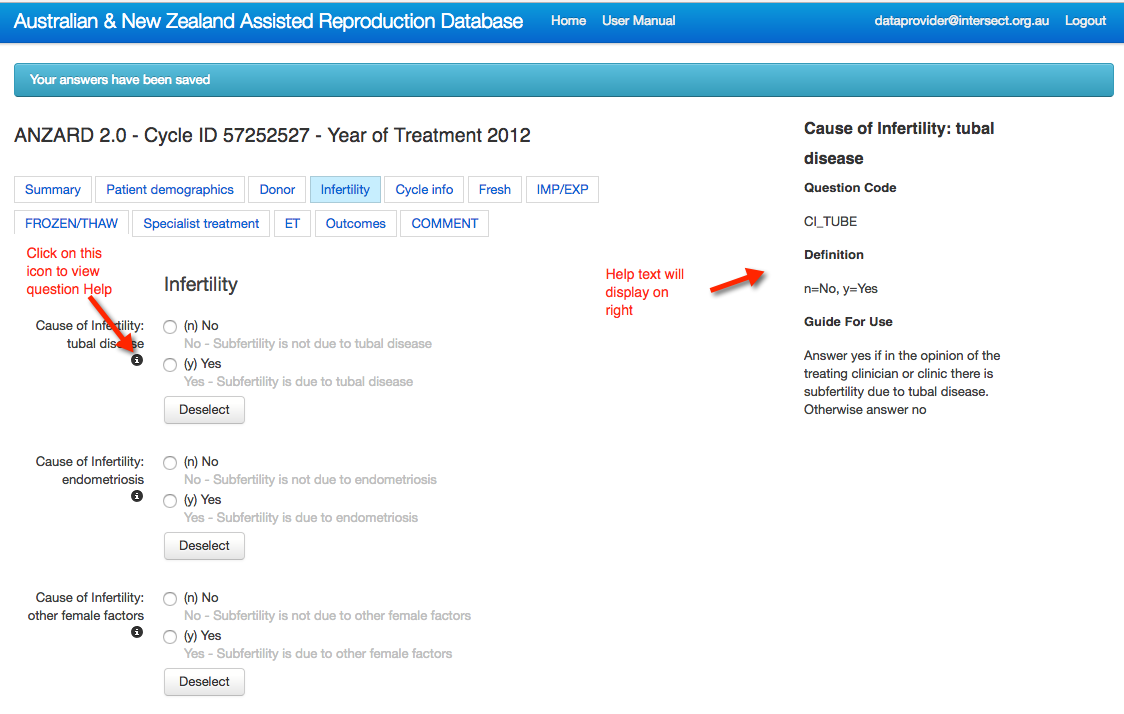 Australian & New Zealand Assisted Reproduction Database Home User Manual dataprovider@intersect.org.au Logout
Your answers have been saved
ANZARD 2.0 - Cycle ID 57252527 - Year of Treatment 2012
Summary Patient demographics Donor Infertility Cycle info Fresh IMP/EXP
FROZEN/THAW Specialist treatment ET Outcomes COMMENT
Click on this
icon to view
question Help
Infertility
Cause of Infertility:
tubal disease
(n) No
No - Subfertility is not due to tubal disease
(y) Yes
Yes - Subfertility is due to tubal disease
Deselect
Cause of Infertility:
endometriosis
(n) No
No - Subfertility is not due to endometriosis
(y) Yes
Yes - Subfertility is due to endometriosis
Deselect
Cause of Infertility:
other female factors
(n) No
No - Subfertility is not due to other female factors
(y) Yes
Yes - Subfertility is due to other female factors
Deselect
Help text will
display on
right
Cause of Infertility: tubal
disease
Question Code
CI_TUBE
Definition
n=No, y=Yes
Guide For Use
Answer yes if in the opinion of the
treating clinician or clinic there is
subfertility due to tubal disease.
Otherwise answer no